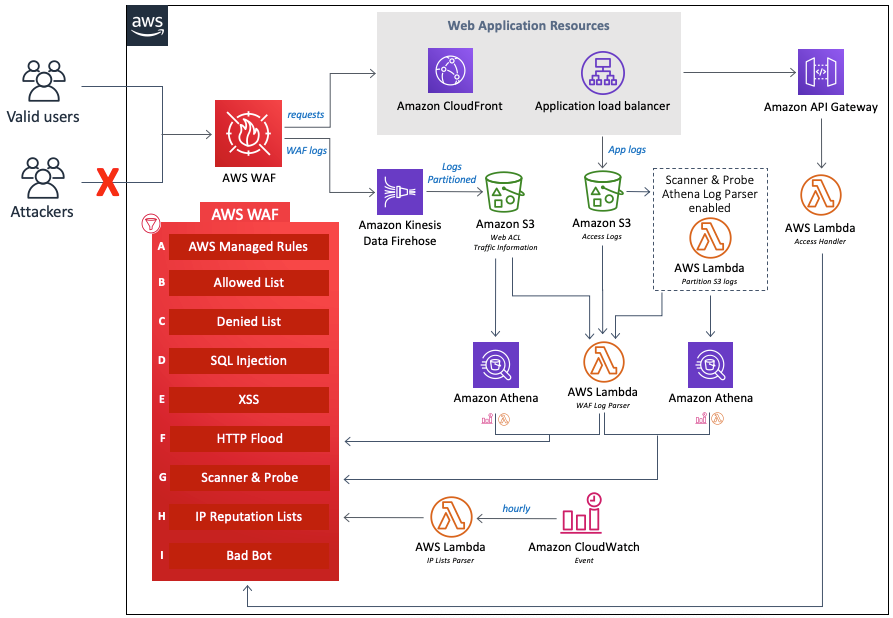 aws
Web Application Resources
Amazon CloudFront
Application load balancer
Amazon API Gateway
Valid users
Attackers
requests
WAF logs
AWS WAF
App logs
Logs
Partitioned
Amazon Kinesis
Data Firehose
Amazon S3
Web ACL
Traffic Information
Amazon S3
Access Logs
Scanner & Probe
Athena Log Parser
enabled
AWS Lambda
Partition S3 logs
AWS Lambda
Access Handler
AWS WAF
A AWS Managed Rules
B Allowed List
C Denied List
D SQL Injection
E XSS
F HTTP Flood
G Scanner & Probe
H IP Reputation Lists
I Bad Bot
Amazon Athena
AWS Lambda
WAF Log Parser
Amazon Athena
AWS Lambda
IP Lists Parser
hourly
Amazon CloudWatch
Event